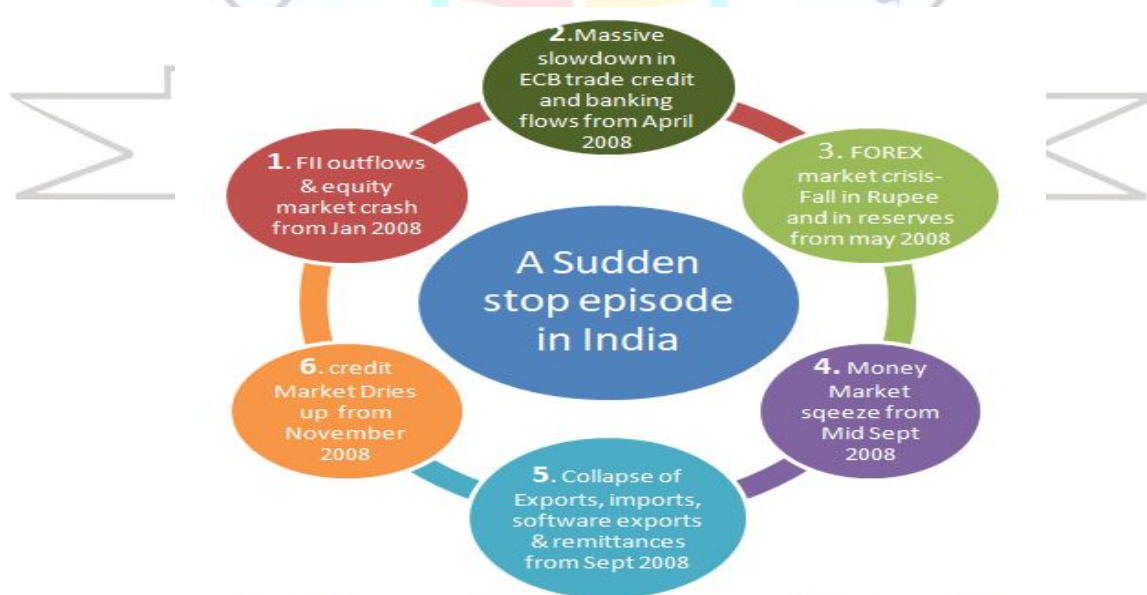 A Sudden
stop episode
in India
1. FII outflows
& equity
market crash
from Jan 2008
2.Massive
slowdown in
ECB trade credit
and banking
flows from April
2008
3. FOREX
market crisis-
Fall in Rupee
and in reserves
from may 2008
4. Money
Market
sqeeze from
Mid Sept
2008
5. Collapse of
Exports, imports,
software exports
& remittances
from Sept 2008
6. credit
Market Dries
up from
November
2008